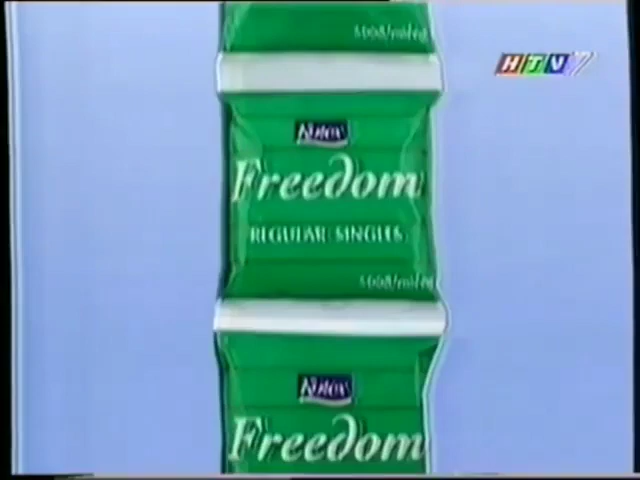 HTV7
Kotex
Freedom
REGULAR SINGLES
Kotex
Freedom